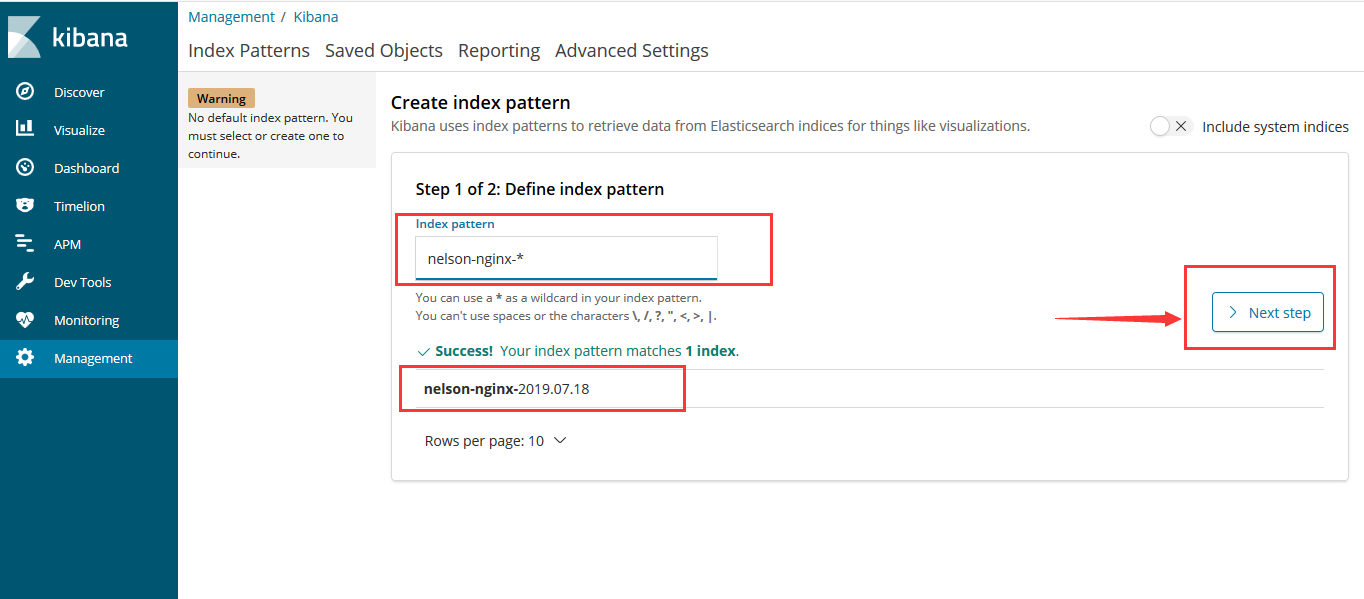 kibana
Discover
Visualize
Dashboard
Timelion
APM
Dev Tools
Monitoring
Management
Management / Kibana
Index Patterns Saved Objects Reporting Advanced Settings
Warning
No default index pattern. You
must select or create one to
continue.
Create index pattern
Kibana uses index patterns to retrieve data from Elasticsearch indices for things like visualizations.
Include system indices
Step 1 of 2: Define index pattern
Index pattern
nelson-nginx-*
You can use a * as a wildcard in your index pattern.
You can't use spaces or the characters \, /, ?, ", <, >, |.
Next step
Success! Your index pattern matches 1 index.
nelson-nginx-2019.07.18
Rows per page: 10